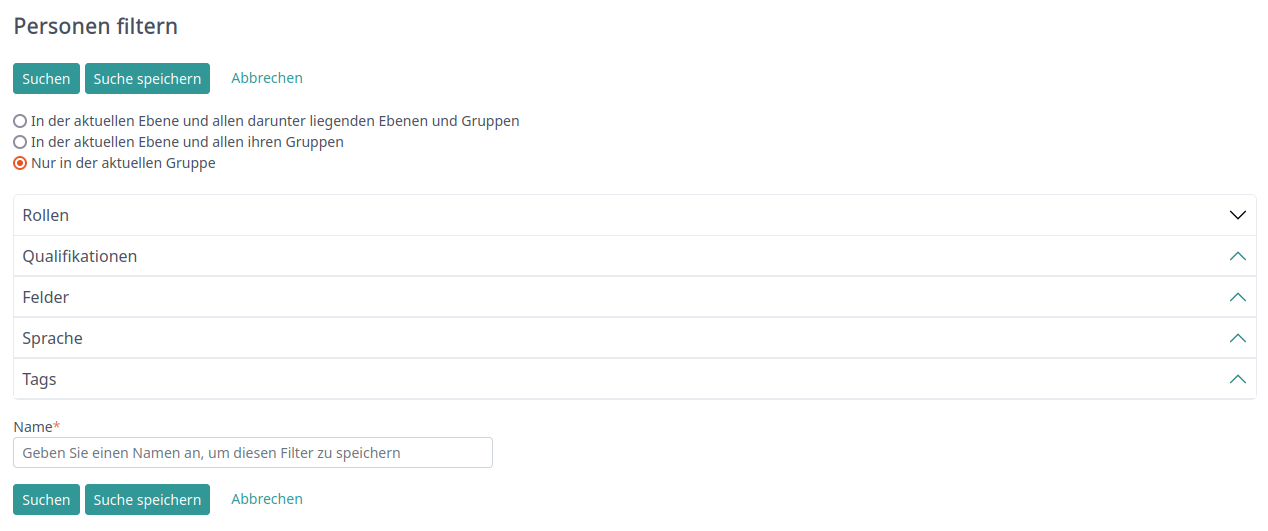 Personen filtern
Suchen Suche speichern Abbrechen
In der aktuellen Ebene und allen darunter liegenden Ebenen und Gruppen
In der aktuellen Ebene und allen ihren Gruppen
Nur in der aktuellen Gruppe
Rollen
Qualifikationen
Felder
Sprache
Tags
Name*
Geben Sie einen Namen an, um diesen Filter zu speichern
Suchen Suche speichern Abbrechen